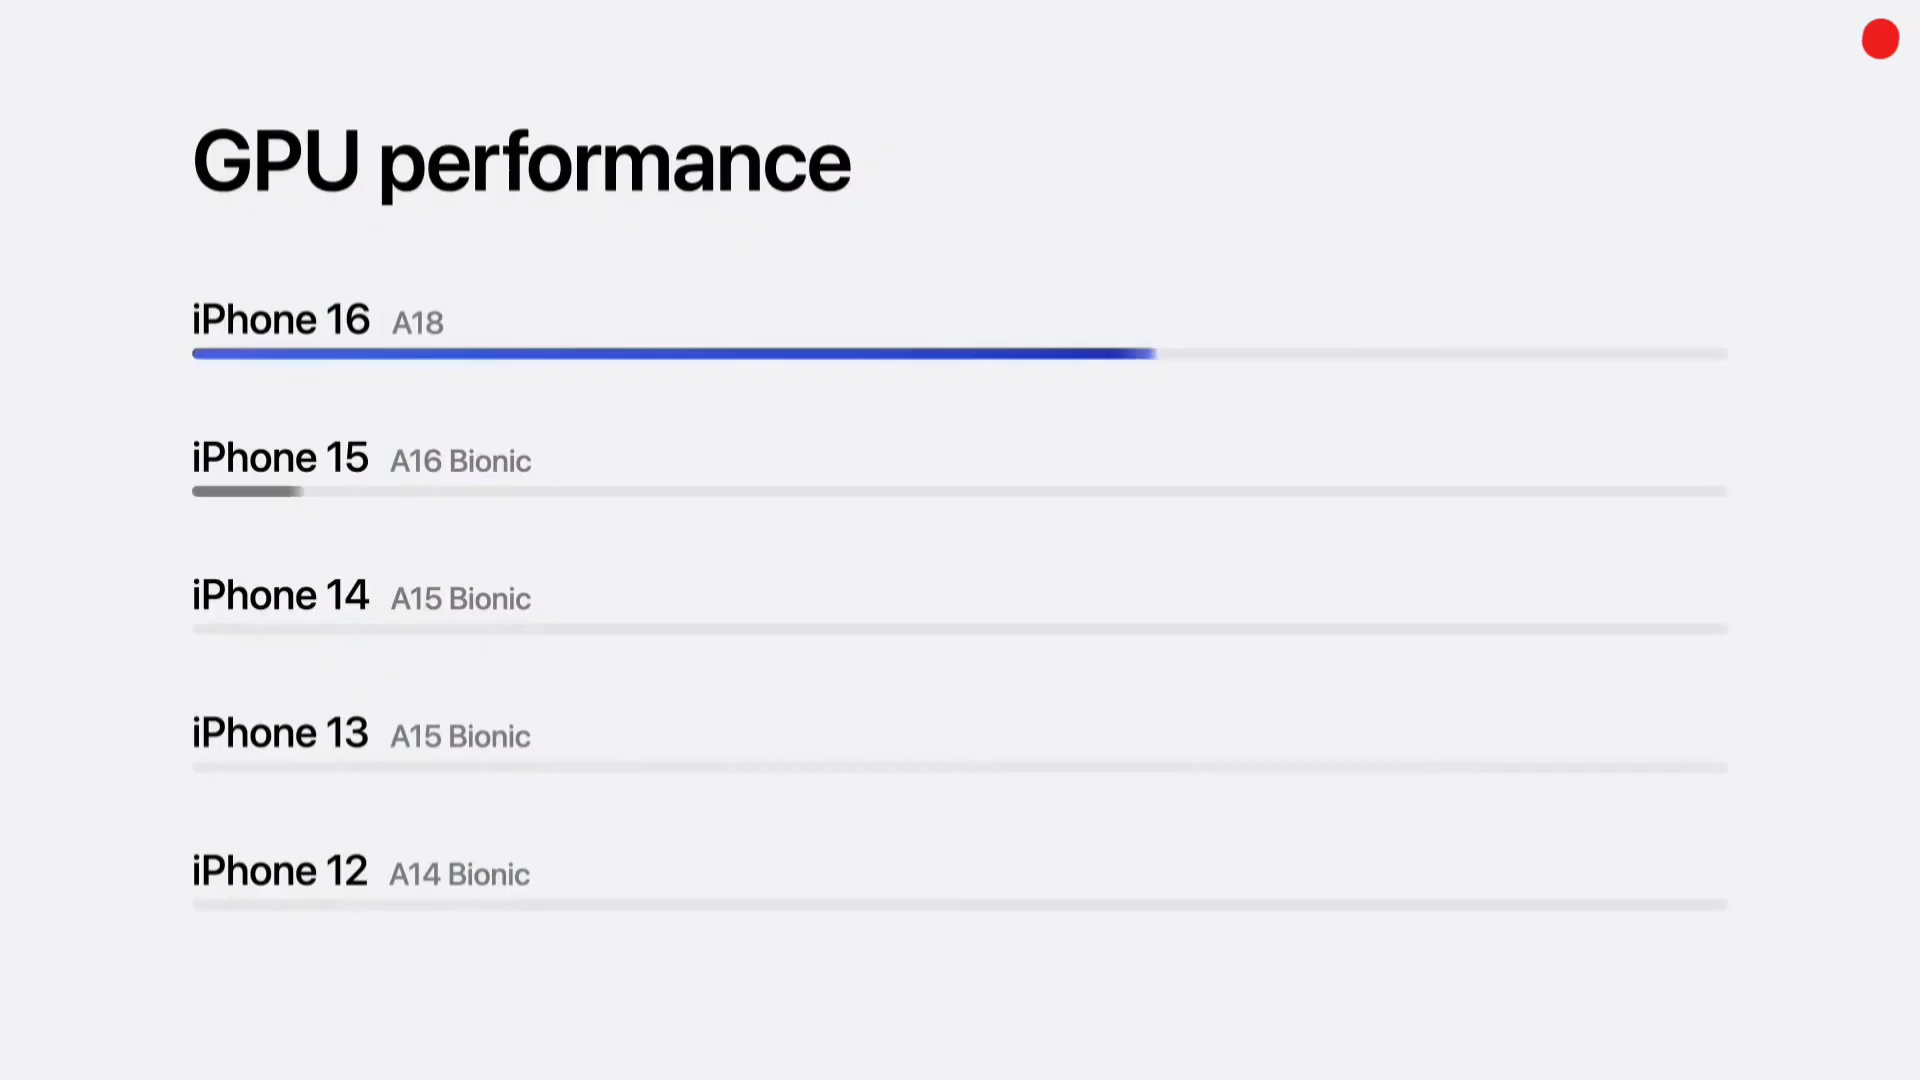 GPU performance
iPhone 16 A18
iPhone 15 A16 Bionic
iPhone 14 A15 Bionic
iPhone 13 A15 Bionic
iPhone 12 A14 Bionic